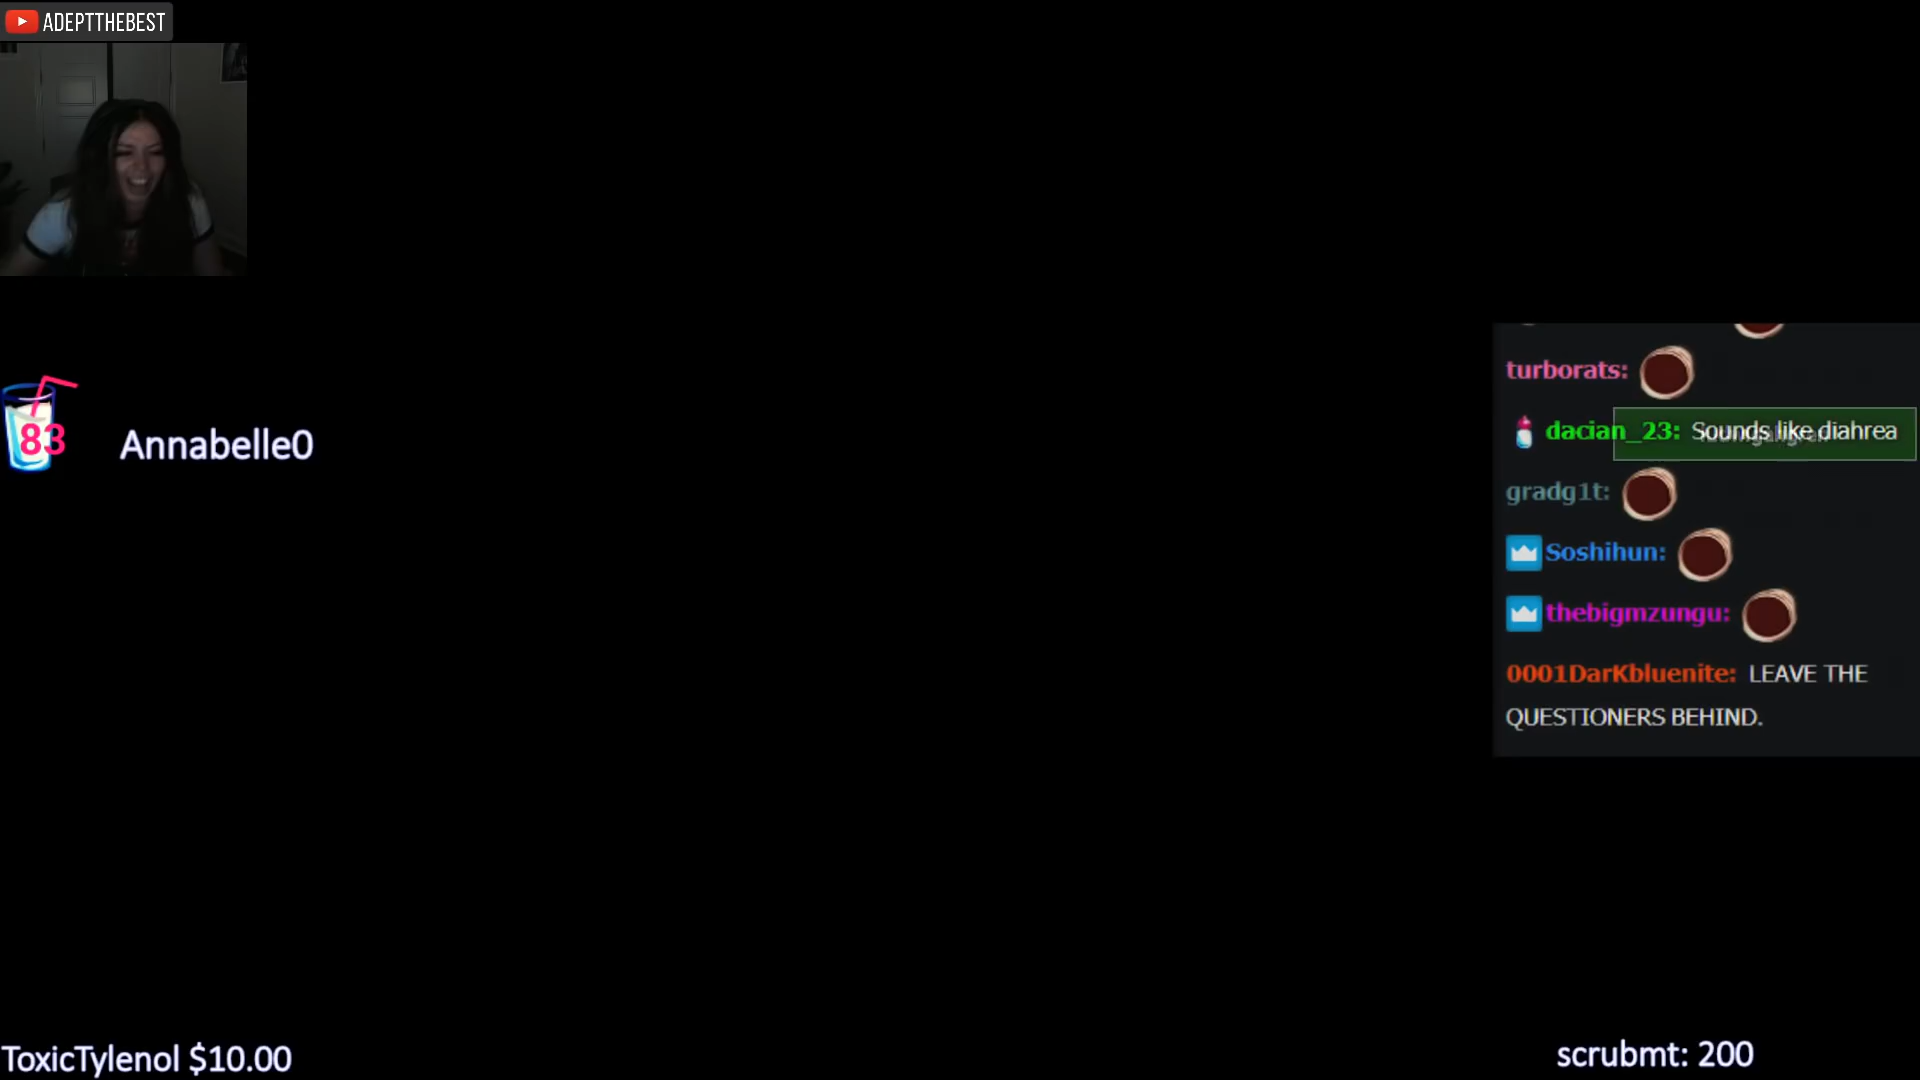 ADEPTTHEBEST
turborats:
dacian_23: Sounds like diahrea
83
Annabelle0
gradg1t:
Soshihun:
thebigmzungu:
0001DarKbluenite: LEAVE THE
QUESTIONERS BEHIND.
ToxicTylenol $10.00
scrubmt: 200